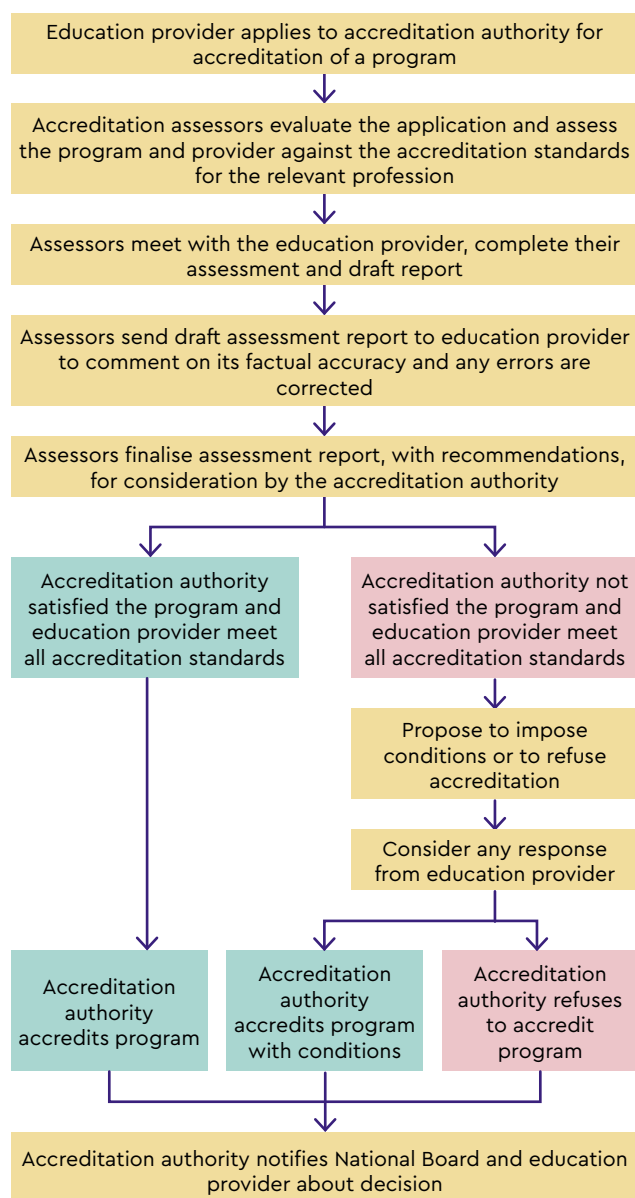 Education provider applies to accreditation authority for
accreditation of a program
Accreditation assessors evaluate the application and assess
the program and provider against the accreditation standards
for the relevant profession
Assessors meet with the education provider, complete their
assessment and draft report
Assessors send draft assessment report to education provider
to comment on its factual accuracy and any errors are
corrected
Assessors finalise assessment report, with recommendations,
for consideration by the accreditation authority
Accreditation authority
satisfied the program and
education provider meet
all accreditation standards
Accreditation authority not
satisfied the program and
education provider meet
all accreditation standards
Propose to impose
conditions or to refuse
accreditation
Consider any response
from education provider
Accreditation
authority
accredits program
Accreditation
authority
accredits program
with conditions
Accreditation
authority refuses
to accredit
program
Accreditation authority notifies National Board and education
provider about decision